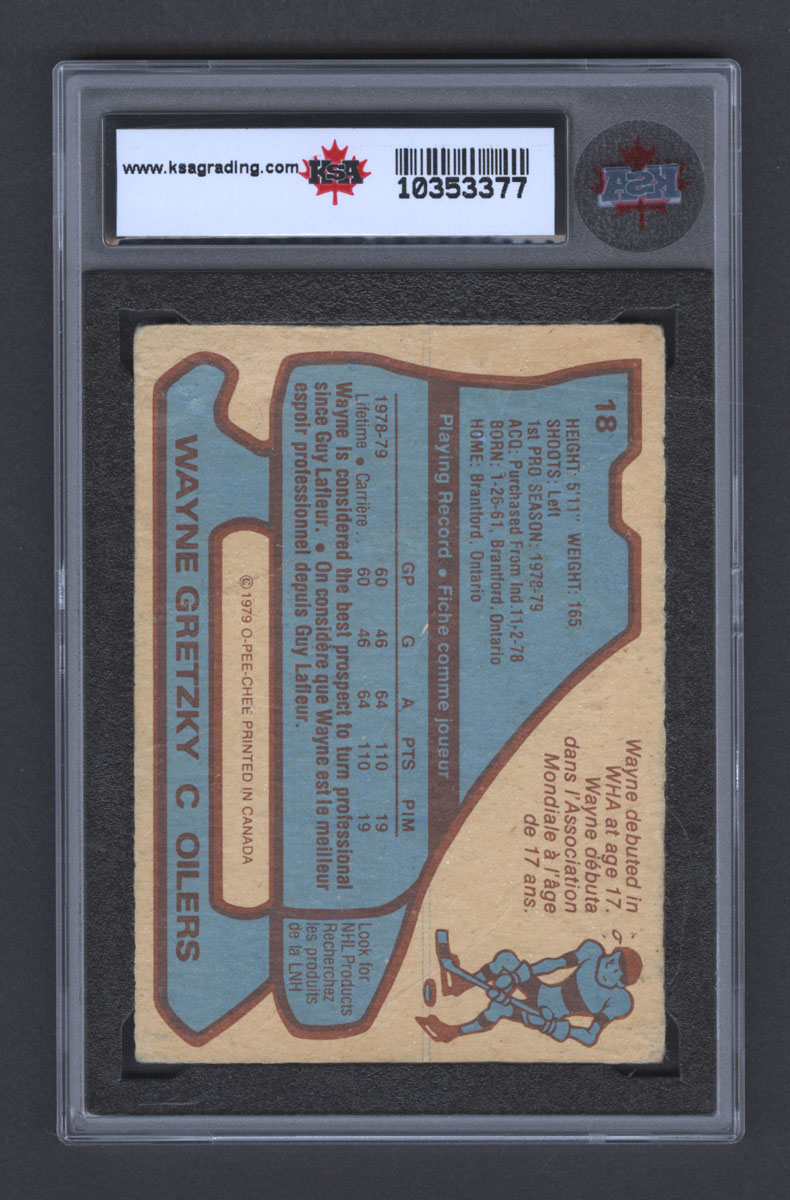 www.ksagrading.com
KSA
10353377
KSA
18
HEIGHT: 5'11" WEIGHT: 165
SHOOTS: Left
1st PRO SEASON: 1978-79
ACQ: Purchased From Ind.11-2-78
BORN: 1-26-61, Brantford, Ontario
HOME: Brantford, Ontario
Wayne debuted in
WHA at age 17.
Wayne débuta
dans l'Association
Mondiale à l'âge
de 17 ans.
Playing Record • Fiche comme joueur
GP G A PTS PIM
1978-79 60 46 64 110 19
Lifetime • Carrière .. 60 46 64 110 19
Wayne is considered the best prospect to turn professional
since Guy Lafleur. • On considère que Wayne est le meilleur
espoir professionnel depuis Guy Lafleur.
Look for
NHL Products
Recherchez
les produits
de la LNH
©1979 O-PEE-CHEE PRINTED IN CANADA
WAYNE GRETZKY C OILERS